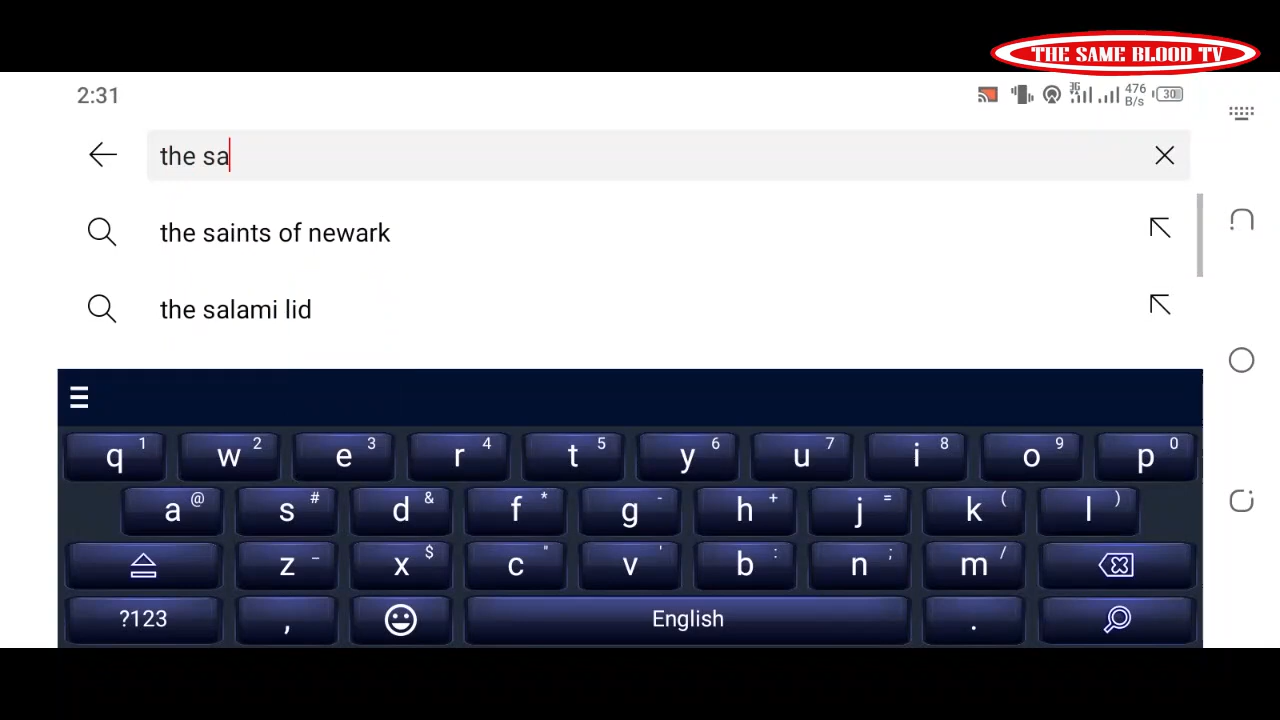 THE SAME BLOOD TV
2:31
3G
476
B/s
30
the sa
the saints of newark
the salami lid
q 1 w 2 e 3 r 4 t 5 y 6 u 7 i 8 o 9 p 0
a @ s # d & f * g - h + j = k ( l )
z _ x $ c " v ' b : n ; m /
?123 , English .